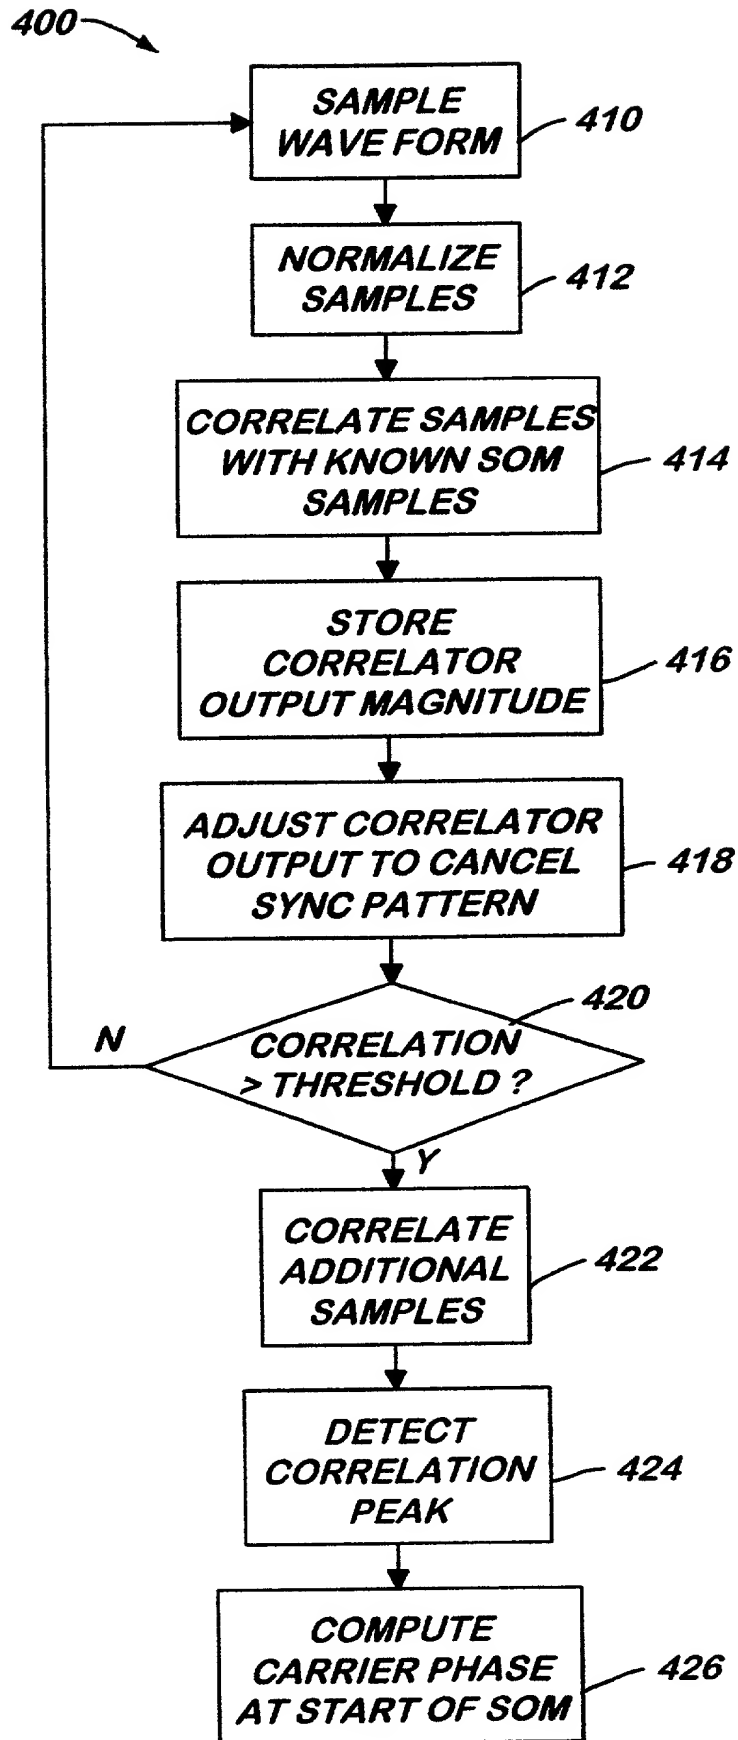 400
SAMPLE
WAVE FORM
410
NORMALIZE
SAMPLES
412
CORRELATE SAMPLES
WITH KNOWN SOM
SAMPLES
414
STORE
CORRELATOR
OUTPUT MAGNITUDE
416
ADJUST CORRELATOR
OUTPUT TO CANCEL
SYNC PATTERN
418
420
N
CORRELATION
> THRESHOLD ?
Y
CORRELATE
ADDITIONAL
SAMPLES
422
DETECT
CORRELATION
PEAK
424
COMPUTE
CARRIER PHASE
AT START OF SOM
426